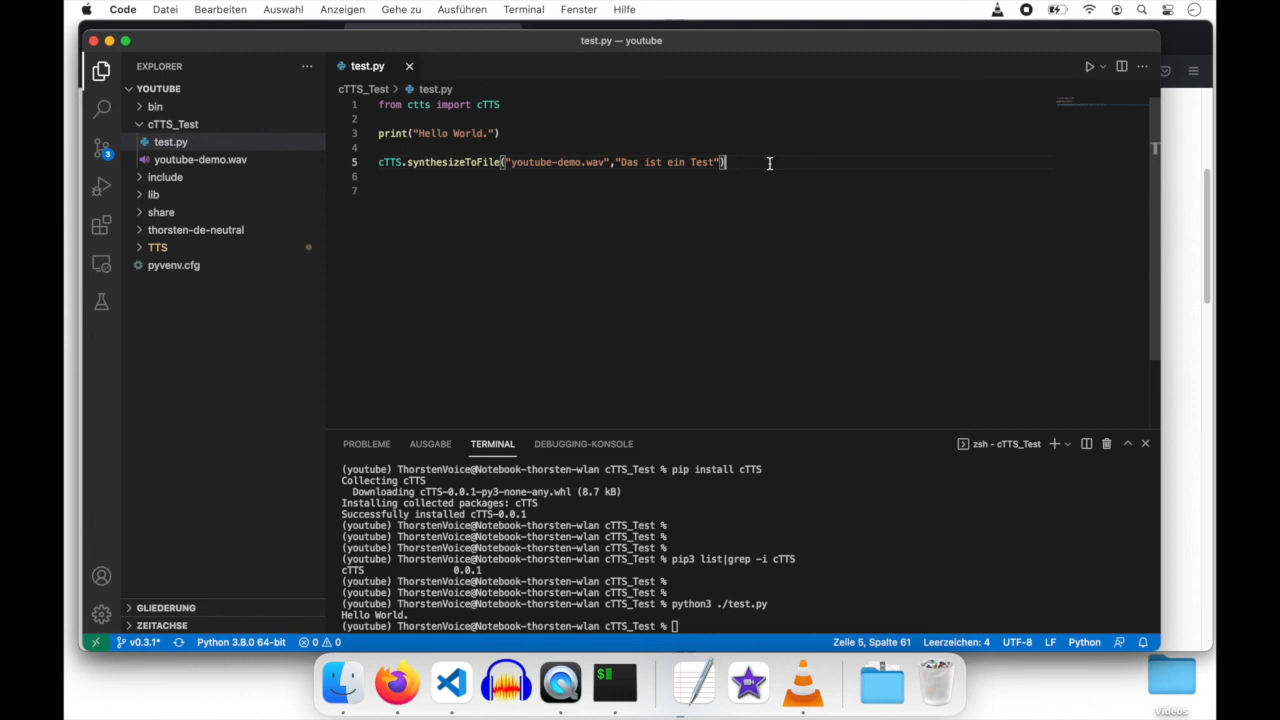 Code Datei Bearbeiten Auswahl Anzeigen Gehe zu Ausführen Terminal Fenster Hilfe
test.py — youtube
EXPLORER
test.py
YOUTUBE
cTTS_Test > test.py
bin
cTTS_Test
test.py
youtube-demo.wav
include
lib
share
thorsten-de-neutral
TTS
pyvenv.cfg
3
1 from ctts import cTTS
2
3 print("Hello World.")
4
5 cTTS.synthesizeToFile("youtube-demo.wav","Das ist ein Test")
6
7
PROBLEME AUSGABE TERMINAL DEBUGGING-KONSOLE
zsh - cTTS_Test
(youtube) ThorstenVoice@Notebook-thorsten-wlan cTTS_Test % pip install cTTS
Collecting cTTS
Downloading cTTS-0.0.1-py3-none-any.whl (8.7 kB)
Installing collected packages: cTTS
Successfully installed cTTS-0.0.1
(youtube) ThorstenVoice@Notebook-thorsten-wlan cTTS_Test %
(youtube) ThorstenVoice@Notebook-thorsten-wlan cTTS_Test %
(youtube) ThorstenVoice@Notebook-thorsten-wlan cTTS_Test %
(youtube) ThorstenVoice@Notebook-thorsten-wlan cTTS_Test % pip3 list|grep -i cTTS
cTTS 0.0.1
(youtube) ThorstenVoice@Notebook-thorsten-wlan cTTS_Test %
(youtube) ThorstenVoice@Notebook-thorsten-wlan cTTS_Test %
(youtube) ThorstenVoice@Notebook-thorsten-wlan cTTS_Test % python3 ./test.py
Hello World.
(youtube) ThorstenVoice@Notebook-thorsten-wlan cTTS_Test %
GLIEDERUNG
ZEITACHSE
v0.3.1* Python 3.8.0 64-bit 0 0
Zeile 5, Spalte 61 Leerzeichen: 4 UTF-8 LF Python
$
Videos